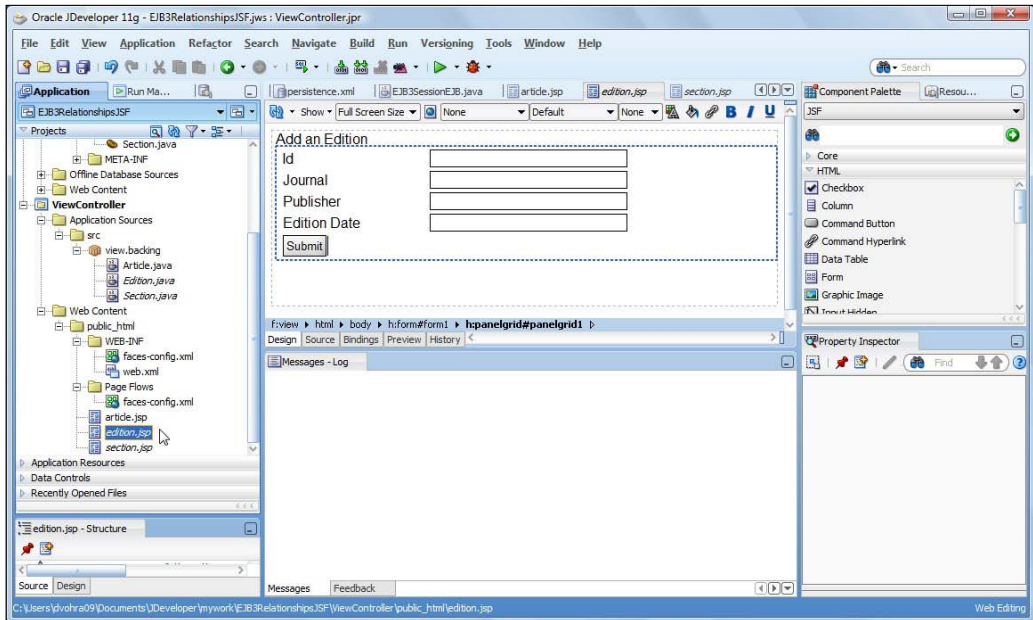 Oracle JDeveloper 11g - EJB3RelationshipsJSF.jws : ViewController.jpr
File Edit View Application Refactor Search Navigate Build Run Versioning Tools Window Help
Search
Application Run Ma...
EJB3RelationshipsJSF
Projects
Section.java
META-INF
Offline Database Sources
Web Content
ViewController
Application Sources
src
view.backing
Article.java
Edition.java
Section.java
Web Content
public_html
WEB-INF
faces-config.xml
web.xml
Page Flows
faces-config.xml
article.jsp
edition.jsp
section.jsp
Application Resources
Data Controls
Recently Opened Files
edition.jsp - Structure
Source Design
persistence.xml EJB3SessionEJB.java article.jsp edition.jsp section.jsp
Show Full Screen Size None Default None B I U
Add an Edition
Id
Journal
Publisher
Edition Date
Submit
f:view html body h:form#form1 h:panelgrid#panelgrid1
Design Source Bindings Preview History
Messages - Log
Messages Feedback
Component Palette Resou...
JSF
Core
HTML
Checkbox
Column
Command Button
Command Hyperlink
Data Table
Form
Graphic Image
Input Hidden
Property Inspector
Find
C:\Users\dvohra09\Documents\JDeveloper\mywork\EJB3RelationshipsJSF\ViewController\public_html\edition.jsp
Web Editing